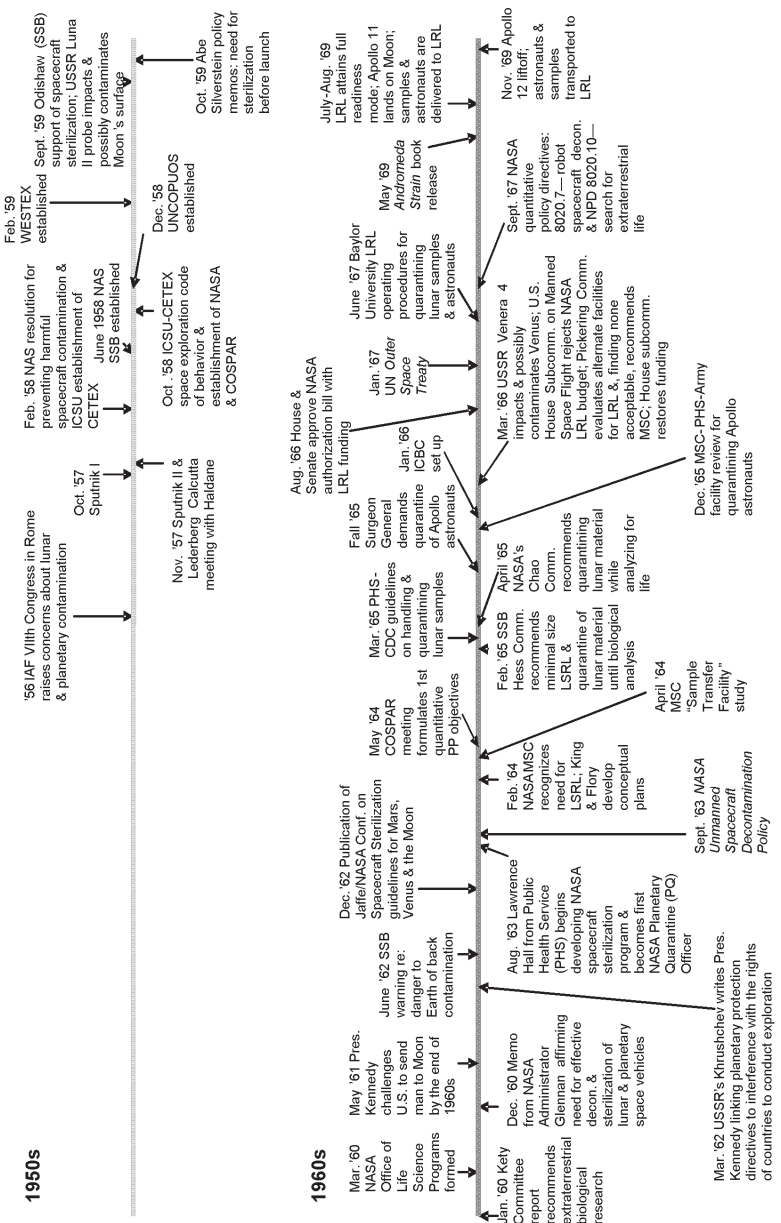 1950s
'56 IAF VIIth Congress in Rome
raises concerns about lunar
& planetary contamination
Oct. '57
Sputnik I
Nov. '57 Sputnik II &
Lederberg Calcutta
meeting with Haldane
Feb. '58 NAS resolution for
preventing harmful
spacecraft contamination &
ICSU establishment of
CETEX
June 1958 NAS
SSB established
Oct. '58 ICSU-CETEX
space exploration code
of behavior &
establishment of NASA
& COSPAR
Dec. '58
UNCOPUOS
established
Feb. '59
WESTEX
established
Sept. '59 Odishaw (SSB)
support of spacecraft
sterilization; USSR Luna
II probe impacts &
possibly contaminates
Moon's surface
Oct. '59 Abe
Silverstein policy
memos: need for
sterilization
before launch
1960s
Jan. '60 Kety
Committee
report
recommends
extraterrestrial
biological
research
Mar. '60
NASA
Office of
Life
Science
Programs
formed
Dec. '60 Memo
from NASA
Administrator
Glennan affirming
need for effective
decon. &
sterilization of
lunar & planetary
space vehicles
May '61 Pres.
Kennedy
challenges
U.S. to send
man to Moon
by the end of
1960s
Mar. '62 USSR's Khrushchev writes Pres.
Kennedy linking planetary protection
directives to interference with the rights
of countries to conduct exploration
June '62 SSB
warning re:
danger to
Earth of back
contamination
Dec. '62 Publication of
Jaffe/NASA Conf. on
Spacecraft Sterilization
guidelines for Mars,
Venus & the Moon
Aug. '63 Lawrence
Hall from Public
Health Service
(PHS) begins
developing NASA
spacecraft
sterilization
program &
becomes first
NASA Planetary
Quarantine (PQ)
Officer
Sept. '63 NASA
Unmanned
Spacecraft
Decontamination
Policy
Feb. '64
NASA MSC
recognizes
need for
LSRL; King
& Flory
develop
conceptual
plans
April '64
MSC
"Sample
Transfer
Facility"
study
May '64
COSPAR
meeting
formulates 1st
quantitative
PP objectives
Feb. '65 SSB
Hess Comm.
recommends
minimal size
LSRL &
quarantine of
lunar material
until biological
analysis
Mar. '65 PHS-
CDC guidelines
on handling &
quarantining
lunar samples
April '65
NASA's
Chao
Comm.
recommends
quarantining
lunar material
while
analyzing for
life
Fall '65
Surgeon
General
demands
quarantine
of Apollo
astronauts
Dec. '65 MSC-PHS-Army
facility review for
quarantining Apollo
astronauts
Jan. '66
ICBC
set up
Mar. '66 USSR Venera 4
impacts & possibly
contaminates Venus; U.S.
House Subcomm. on Manned
Space Flight rejects NASA
LRL budget; Pickering Comm.
evaluates alternate facilities
for LRL &, finding none
acceptable, recommends
MSC; House subcomm.
restores funding
Aug. '66 House &
Senate approve NASA
authorization bill with
LRL funding
Jan. '67
UN Outer
Space
Treaty
June '67 Baylor
University LRL
operating
procedures for
quarantining
lunar samples
& astronauts
Sept. '67 NASA
quantitative
policy directives:
8020.7—robot
spacecraft decon.
& NPD 8020.10—
search for
extraterrestrial
life
May '69
Andromeda
Strain book
release
July-Aug. '69
LRL attains full
readiness
mode; Apollo 11
lands on Moon;
samples &
astronauts are
delivered to LRL
Nov. '69 Apollo
12 liftoff;
astronauts &
samples
transported to
LRL